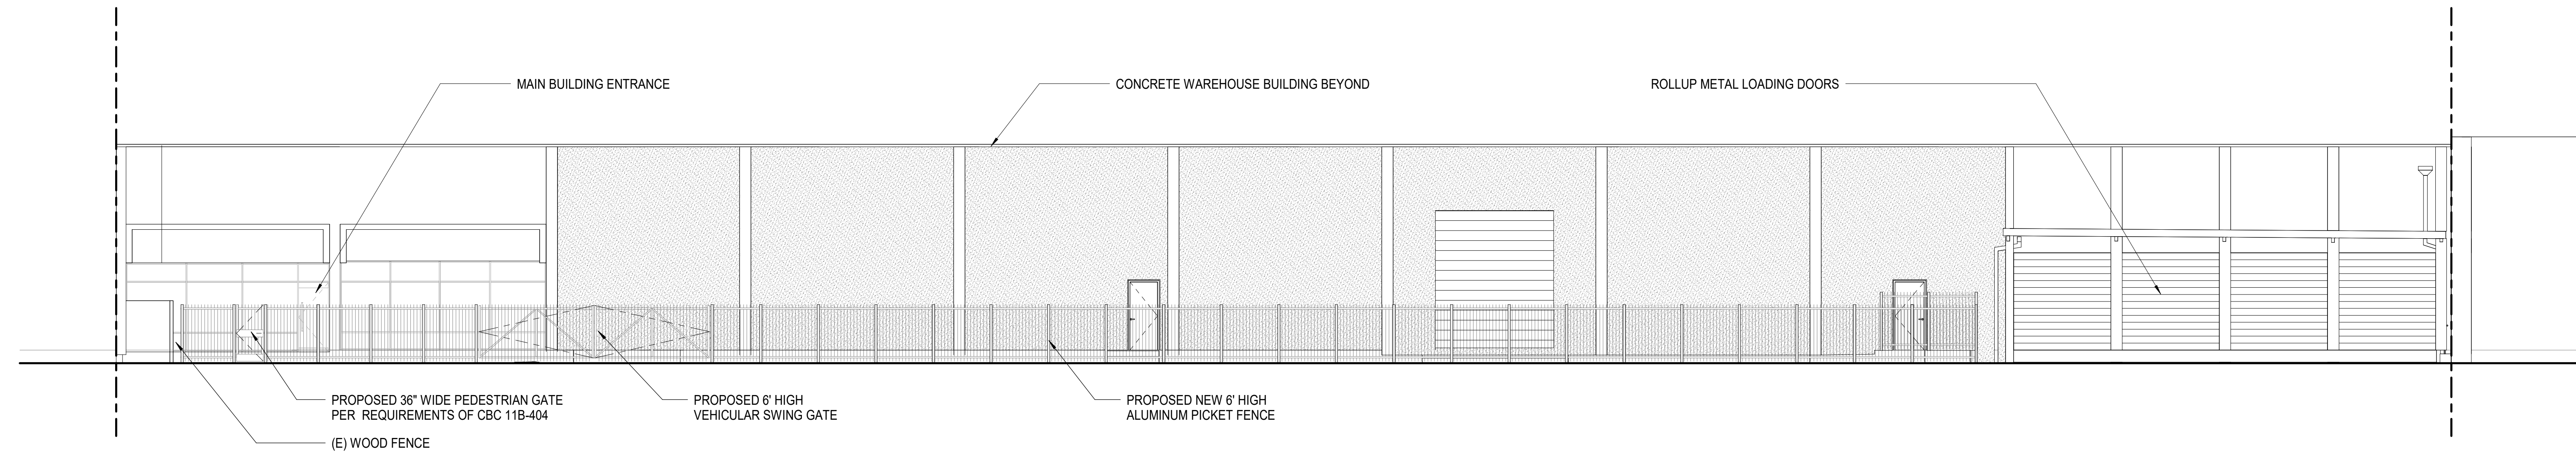 MAIN BUILDING ENTRANCE
CONCRETE WAREHOUSE BUILDING BEYOND
ROLLUP METAL LOADING DOORS
PROPOSED 36" WIDE PEDESTRIAN GATE
PER REQUIREMENTS OF CBC 11B-404
(E) WOOD FENCE
PROPOSED 6' HIGH
VEHICULAR SWING GATE
PROPOSED NEW 6' HIGH
ALUMINUM PICKET FENCE